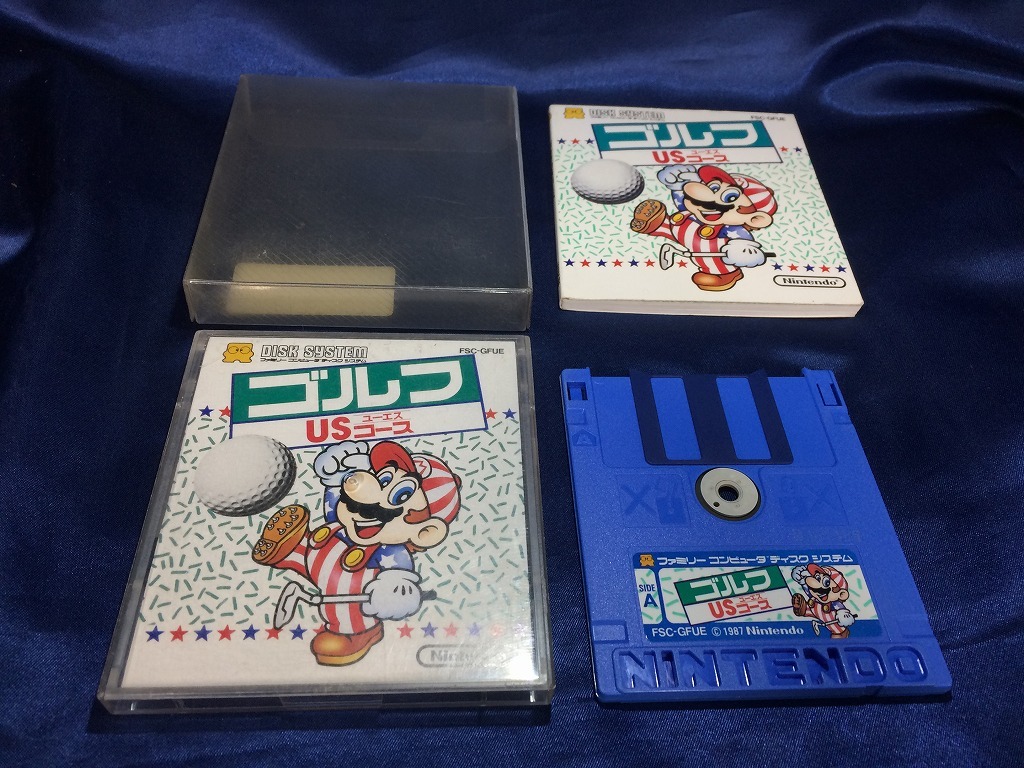 DISK SYSTEM
FSC-GFUE
ゴルフ
ユーエス
USコース
Nintendo
DISK SYSTEM
ファミリー コンピュータ ディスク システム
FSC-GFUE
ゴルフ
ユーエス
USコース
M
Ninten
ファミリー コンピュータ ディスク システム
SIDE
A
ゴルフ
ユーエス
USコース
FSC-GFUE © 1987 Nintendo
NINTENDO